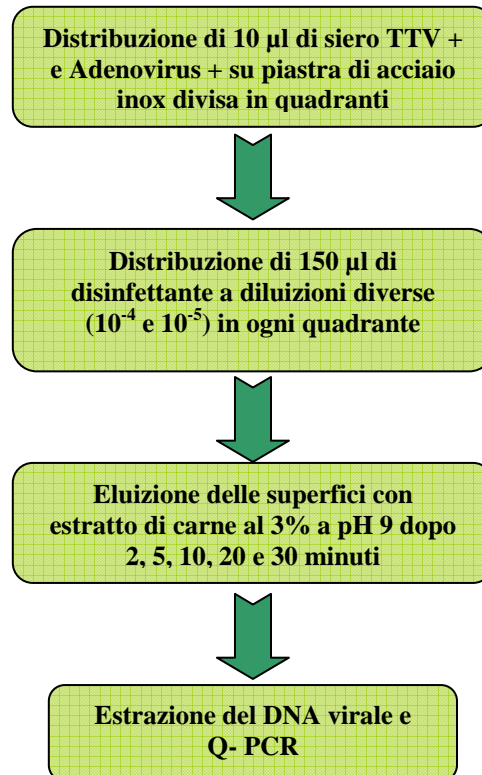 Distribuzione di 10 µl di siero TTV +
e Adenovirus + su piastra di acciaio
inox divisa in quadranti
Distribuzione di 150 µl di
disinfettante a diluizioni diverse
(10⁻⁴ e 10⁻⁵) in ogni quadrante
Eluizione delle superfici con
estratto di carne al 3% a pH 9 dopo
2, 5, 10, 20 e 30 minuti
Estrazione del DNA virale e
Q- PCR